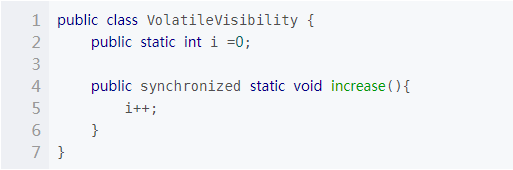 1 public class VolatileVisibility {
2     public static int i =0;
3
4     public synchronized static void increase(){
5         i++;
6     }
7 }